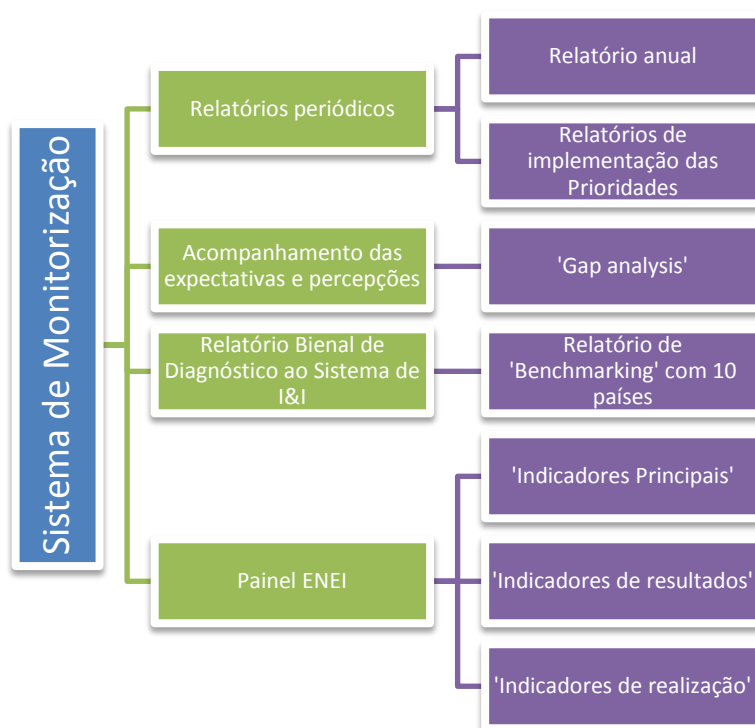 Sistema de Monitorização
Relatórios periódicos
Relatório anual
Relatórios de
implementação das
Prioridades
Acompanhamento das
expectativas e percepções
'Gap analysis'
Relatório Bienal de
Diagnóstico ao Sistema de
I&I
Relatório de
'Benchmarking' com 10
países
Painel ENEI
'Indicadores Principais'
'Indicadores de resultados'
'Indicadores de realização'